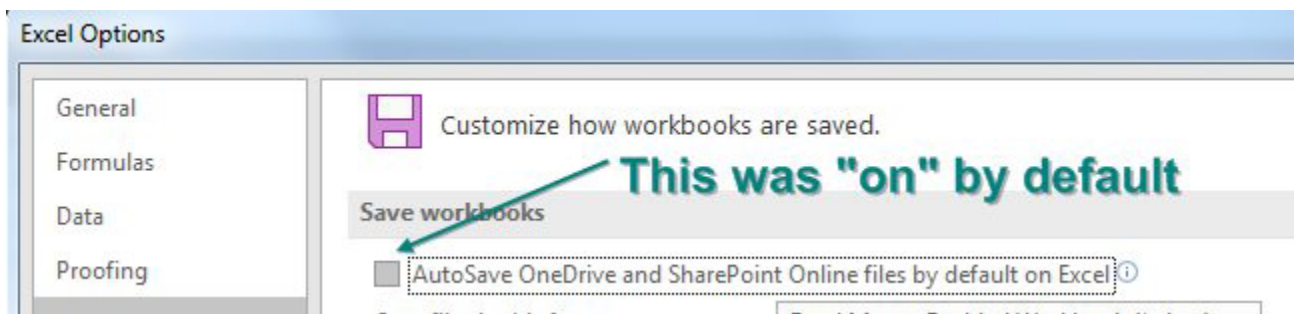 Excel Options
General
Customize how workbooks are saved.
Formulas
This was "on" by default
Data
Save workbooks
Proofing
AutoSave OneDrive and SharePoint Online files by default on Excel